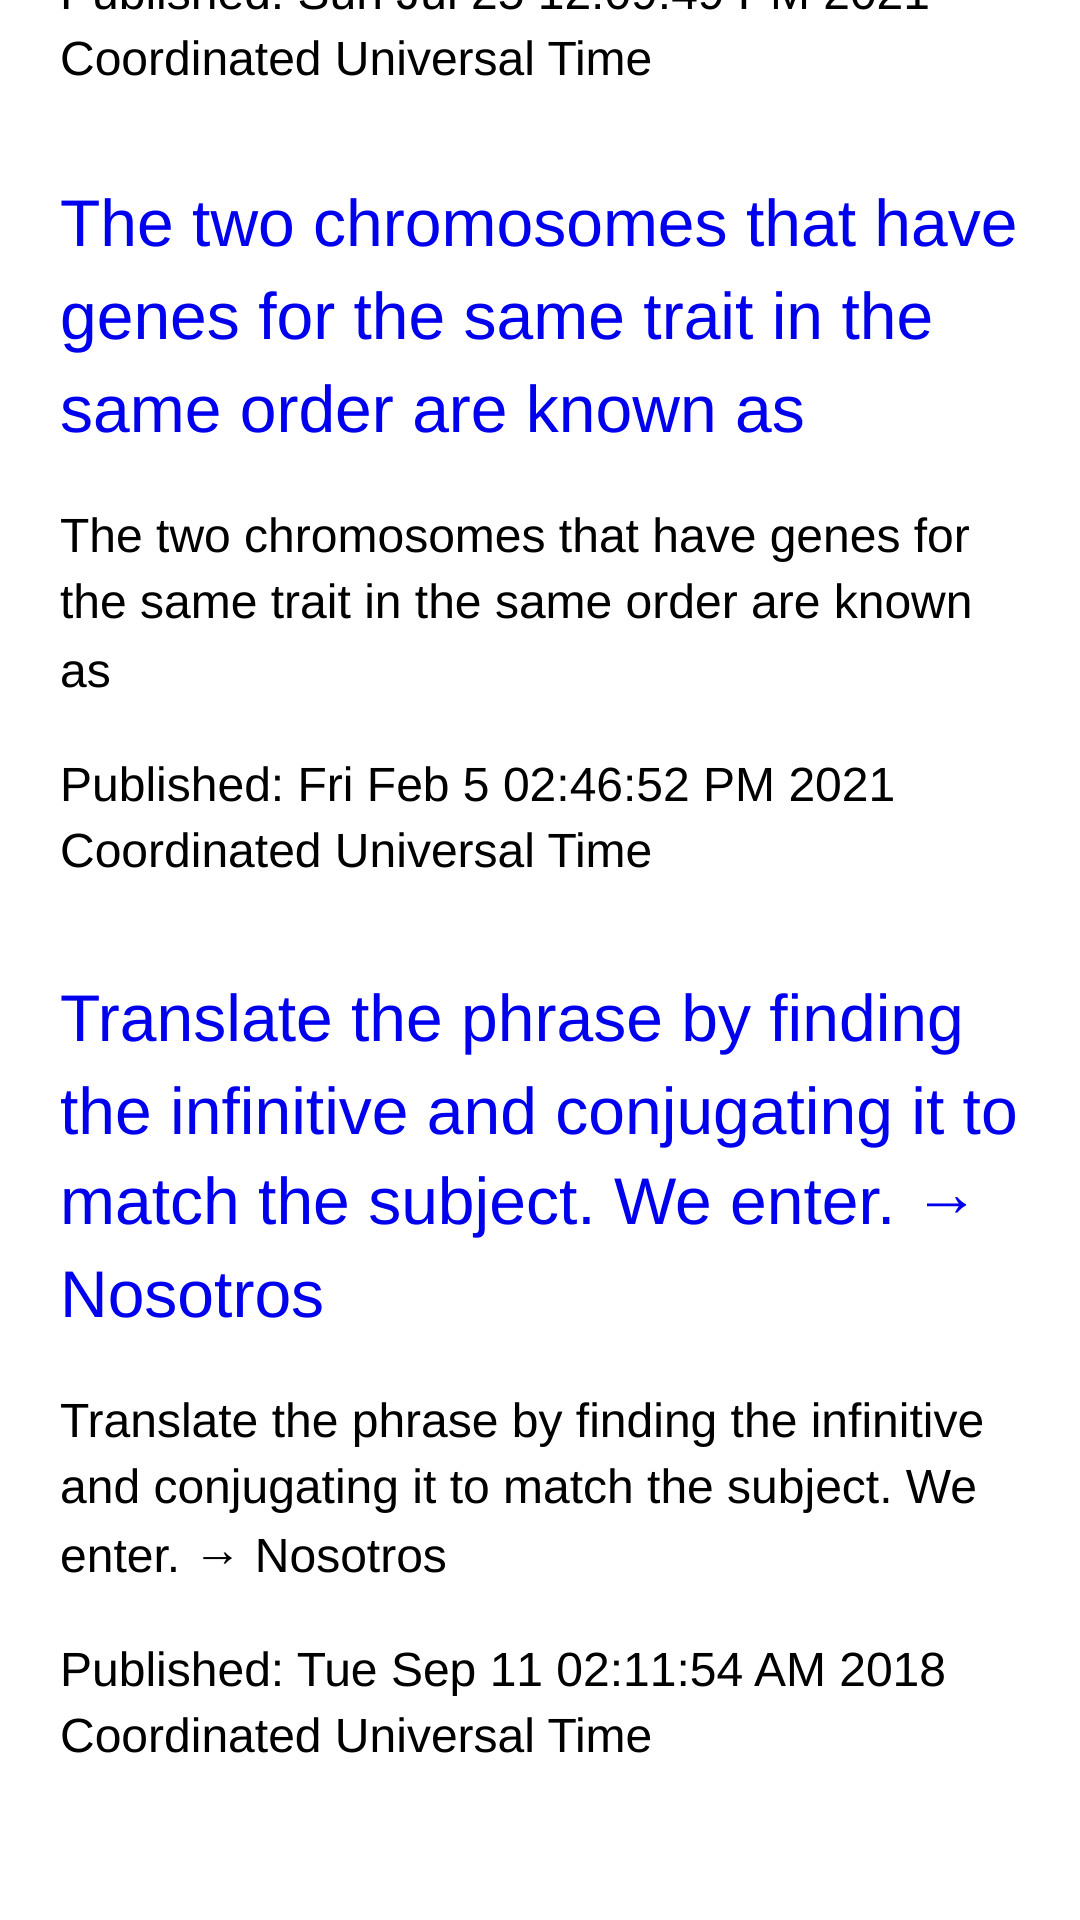 Published: Sun Jul 25 12:09:49 PM 2021
Coordinated Universal Time
The two chromosomes that have
genes for the same trait in the
same order are known as
The two chromosomes that have genes for
the same trait in the same order are known
as
Published: Fri Feb 5 02:46:52 PM 2021
Coordinated Universal Time
Translate the phrase by finding
the infinitive and conjugating it to
match the subject. We enter. →
Nosotros
Translate the phrase by finding the infinitive
and conjugating it to match the subject. We
enter. → Nosotros
Published: Tue Sep 11 02:11:54 AM 2018
Coordinated Universal Time